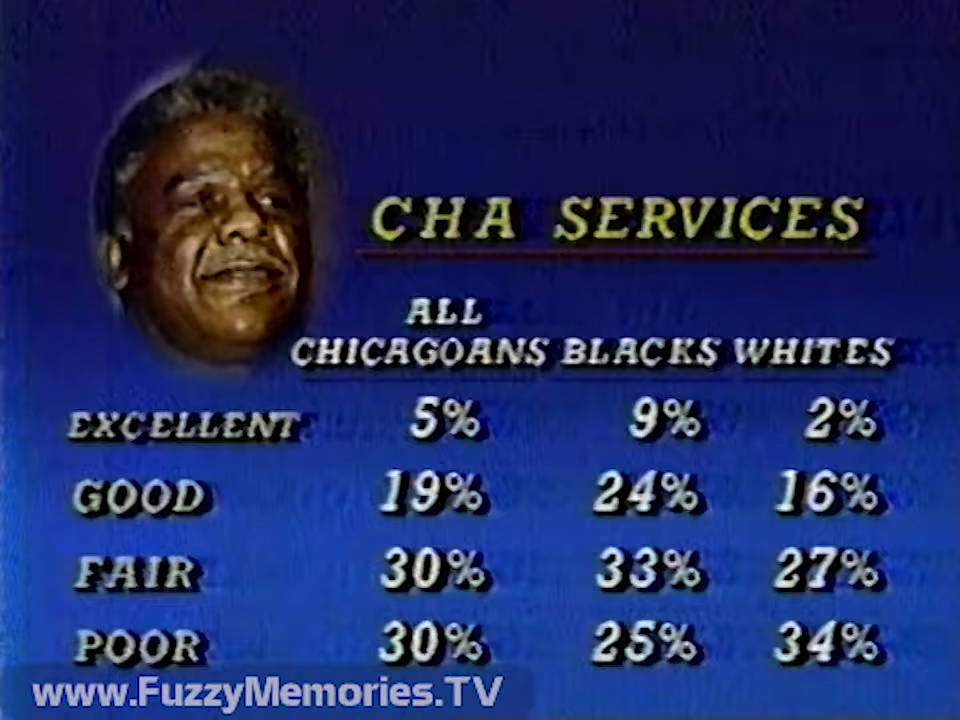 CHA SERVICES
ALL
CHICAGOANS BLACKS WHITES
EXCELLENT 5% 9% 2%
GOOD 19% 24% 16%
FAIR 30% 33% 27%
POOR 30% 25% 34%
www.FuzzyMemories.TV